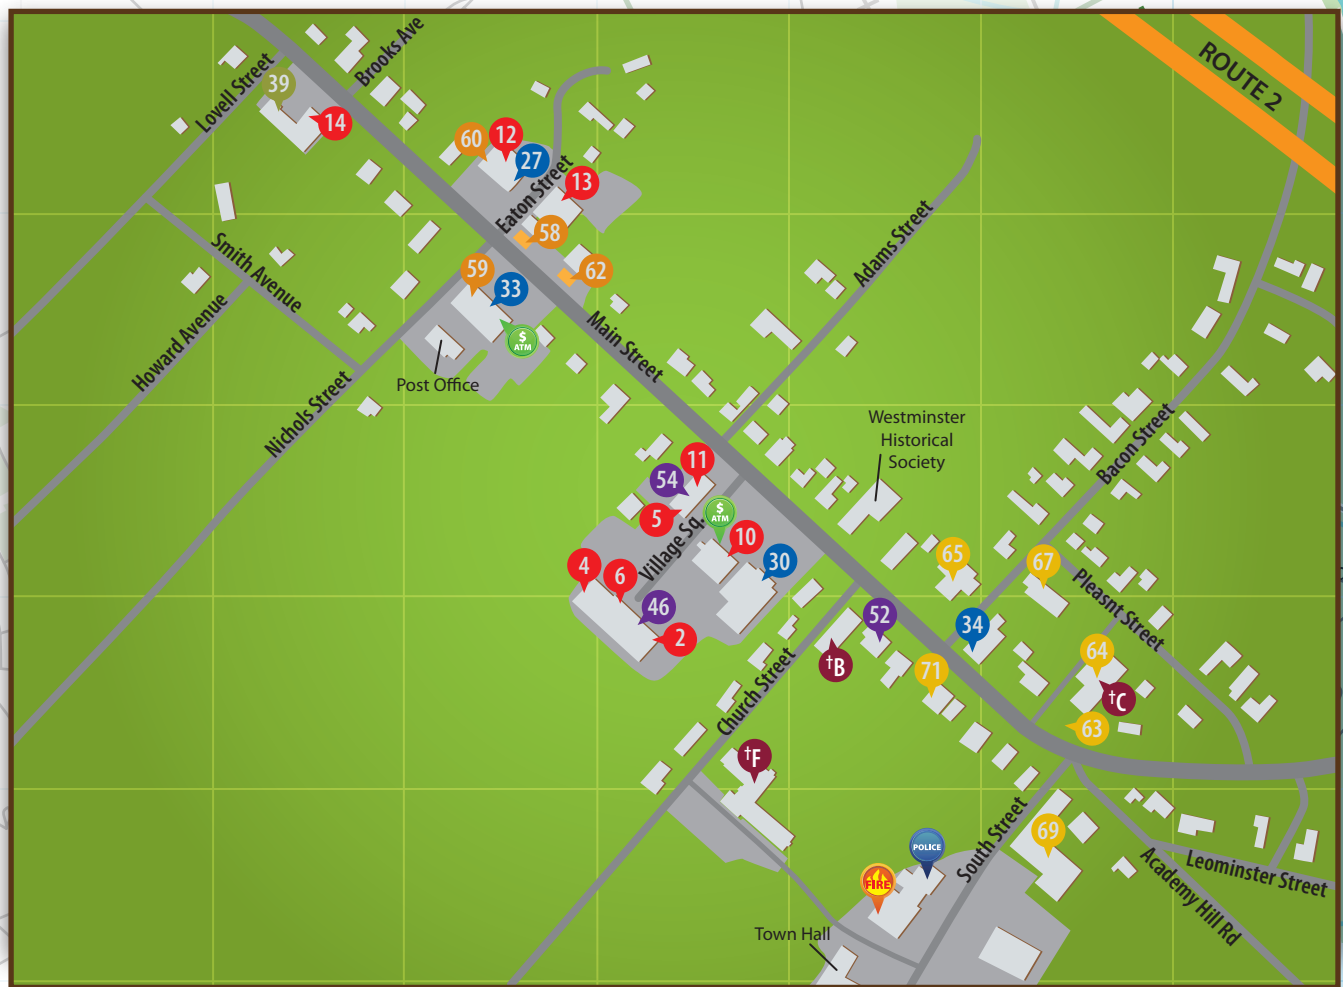 Brooks Ave
ROUTE 2
Lovell Street
39
14
60
12
27
Eaton Street
13
58
62
59
33
$
ATM
Post Office
Smith Avenue
Howard Avenue
Nichols Street
Main Street
Adams Street
Westminster
Historical
Society
Bacon Street
11
54
5
$
ATM
Village Sq.
10
30
4
6
46
2
65
67
Pleasnt Street
52
34
†B
71
64
†C
63
Church Street
†F
69
POLICE
FIRE
South Street
Leominster Street
Academy Hill Rd
Town Hall